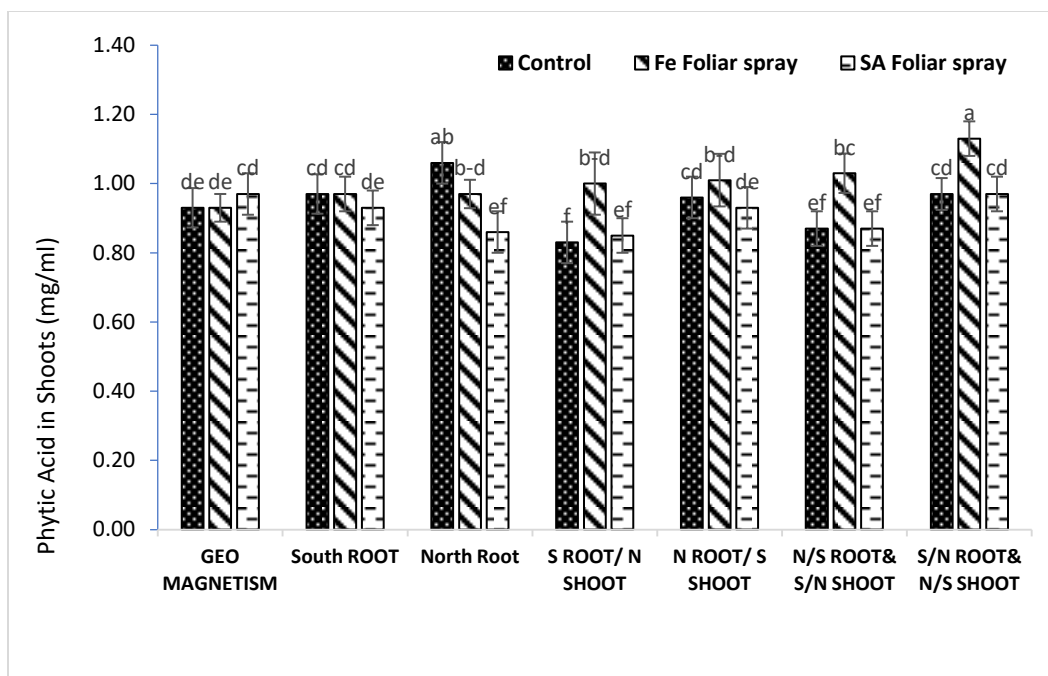 Phytic Acid in Shoots (mg/ml)
1.40
1.20
1.00
0.80
0.60
0.40
0.20
0.00
Control Fe Foliar spray SA Foliar spray
de de cd
cd cd de
ab b-d ef
f b-d ef
cd b-d de
ef bc ef
cd a cd
GEO
MAGNETISM
South ROOT
North Root
S ROOT/ N
SHOOT
N ROOT/ S
SHOOT
N/S ROOT&
S/N SHOOT
S/N ROOT&
N/S SHOOT